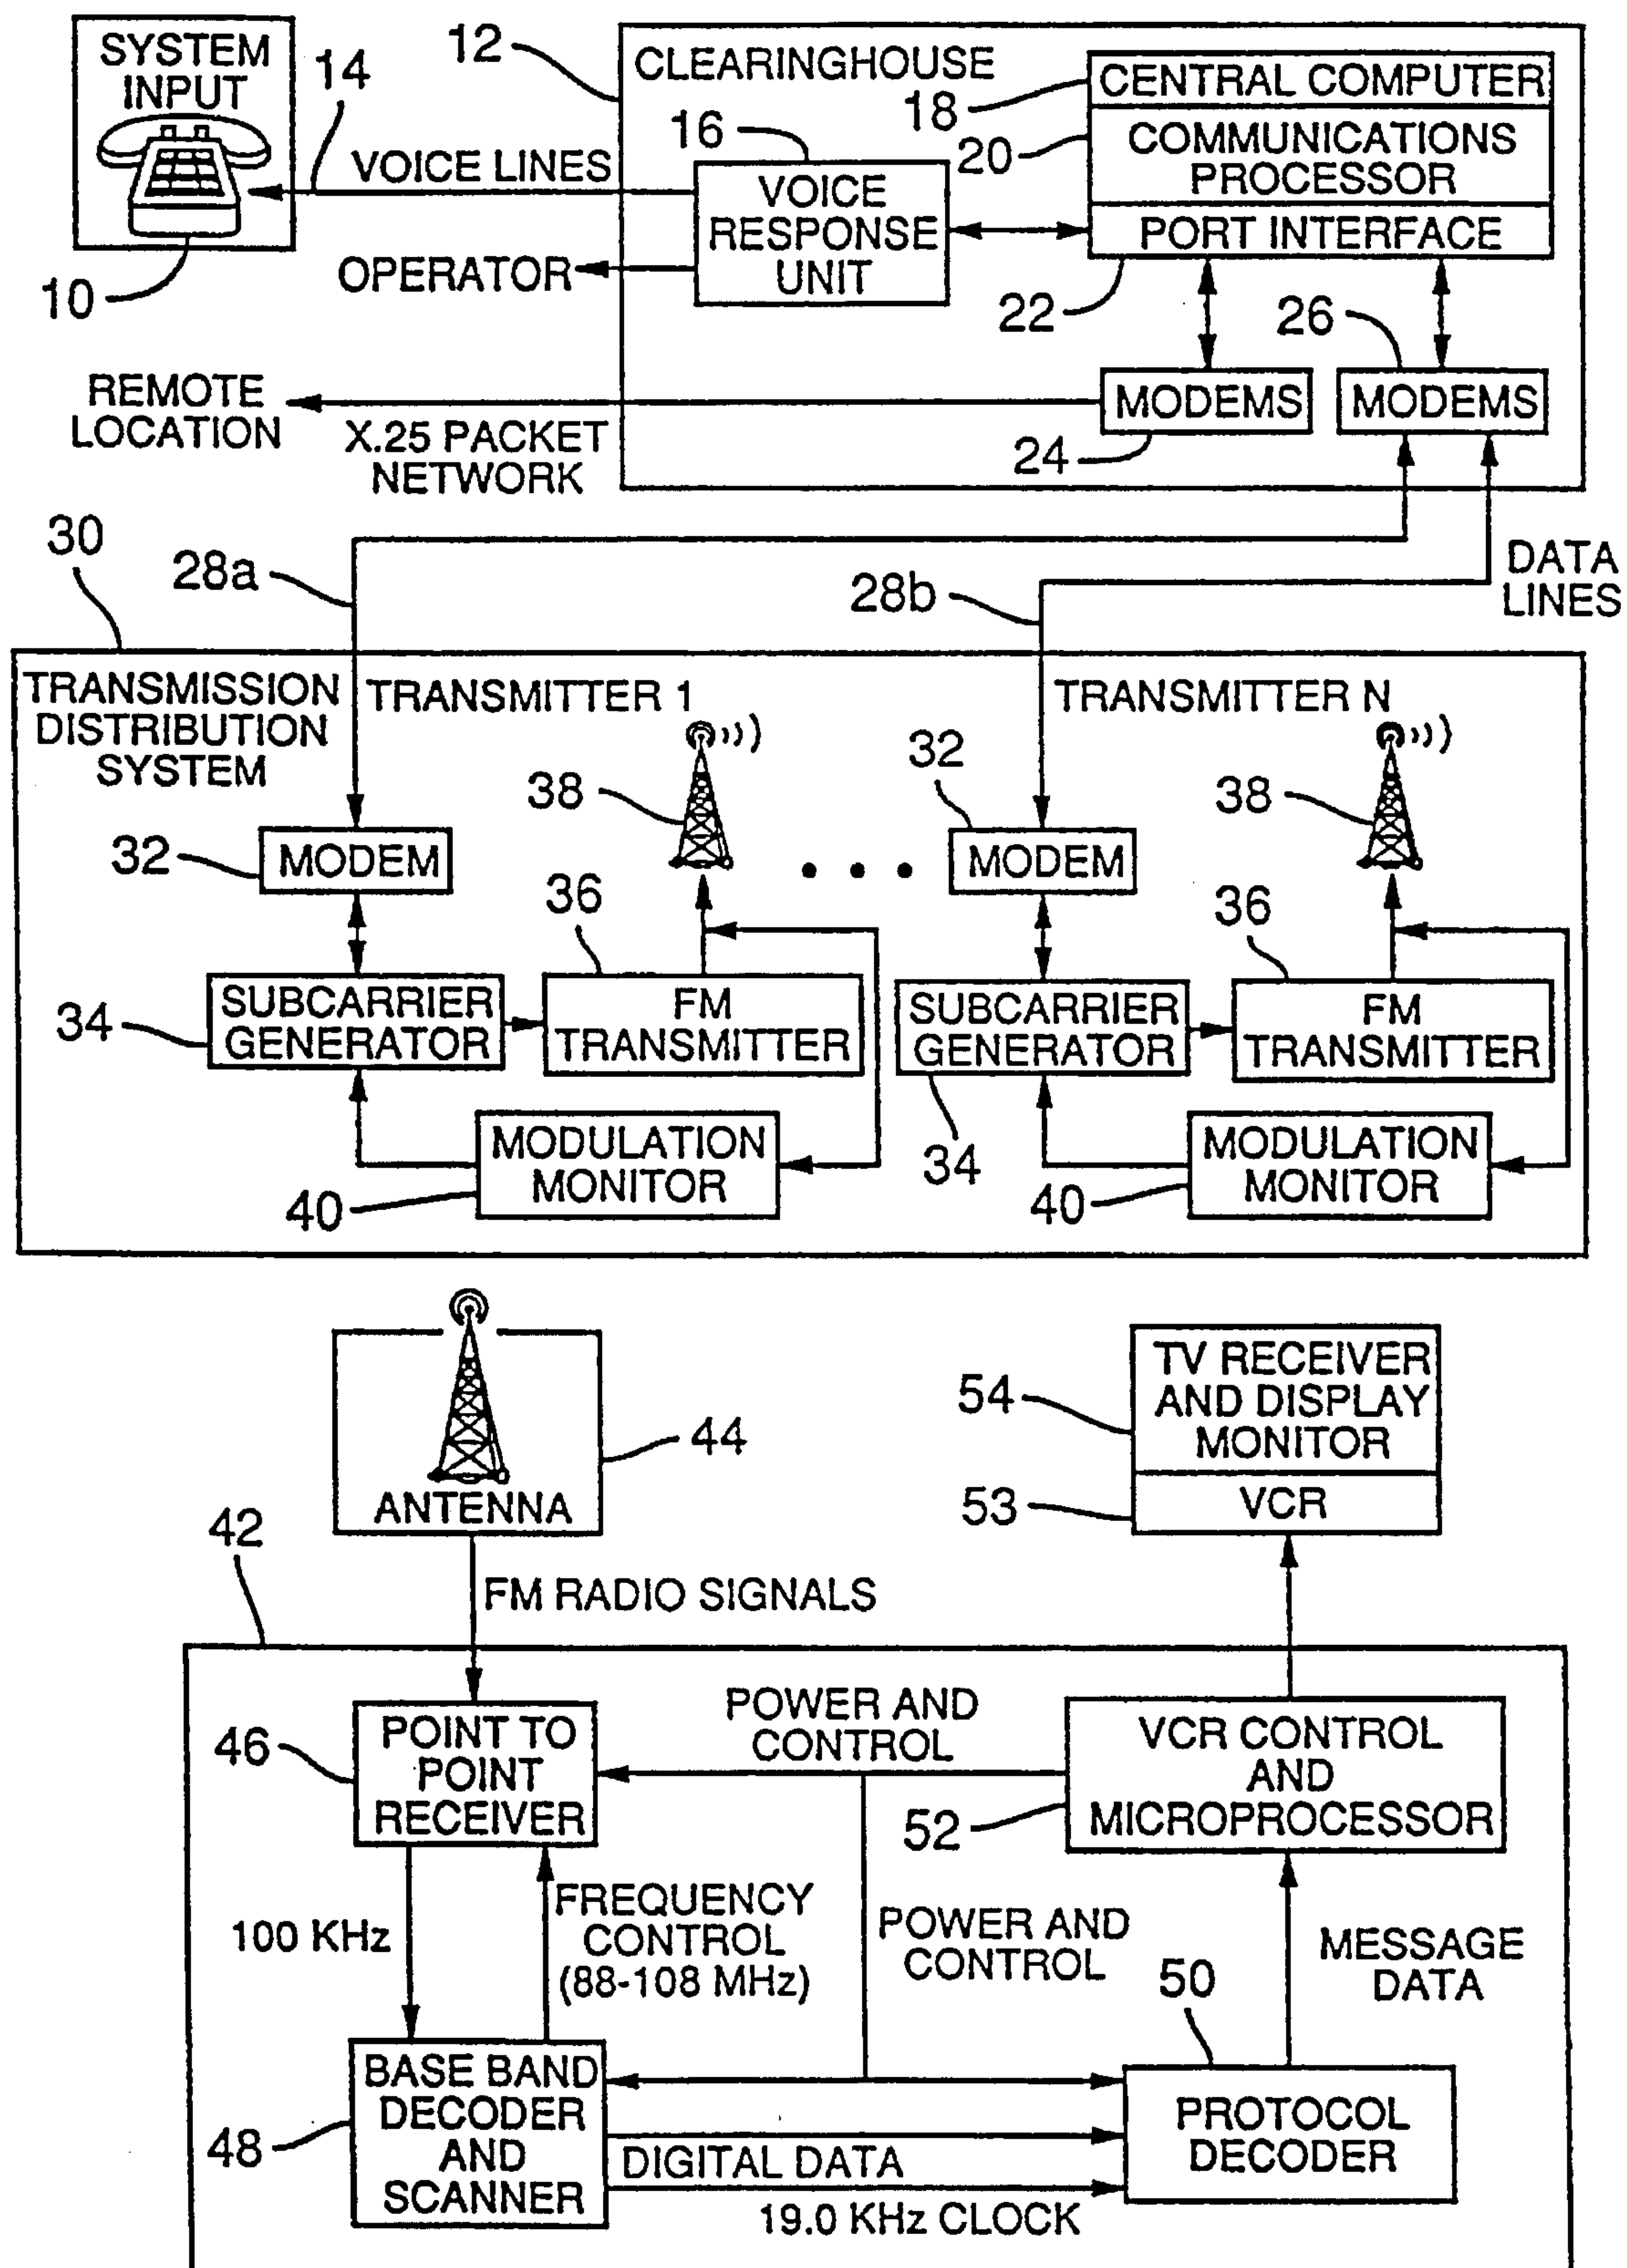 SYSTEM
INPUT
10
14
VOICE LINES
OPERATOR
12
CLEARINGHOUSE
16
VOICE
RESPONSE
UNIT
18
CENTRAL COMPUTER
20
COMMUNICATIONS
PROCESSOR
PORT INTERFACE
22
26
MODEMS
MODEMS
24
REMOTE
LOCATION
X.25 PACKET
NETWORK
30
28a
28b
DATA
LINES
TRANSMISSION
DISTRIBUTION
SYSTEM
TRANSMITTER 1
38
32
MODEM
36
34
SUBCARRIER
GENERATOR
FM
TRANSMITTER
MODULATION
MONITOR
40
TRANSMITTER N
32
38
MODEM
36
SUBCARRIER
GENERATOR
FM
TRANSMITTER
34
MODULATION
MONITOR
40
ANTENNA
44
54
TV RECEIVER
AND DISPLAY
MONITOR
53
VCR
42
FM RADIO SIGNALS
46
POINT TO
POINT
RECEIVER
POWER AND
CONTROL
VCR CONTROL
AND
MICROPROCESSOR
52
100 KHz
FREQUENCY
CONTROL
(88-108 MHz)
POWER AND
CONTROL
MESSAGE
DATA
50
48
BASE BAND
DECODER
AND
SCANNER
PROTOCOL
DECODER
DIGITAL DATA
19.0 KHz CLOCK